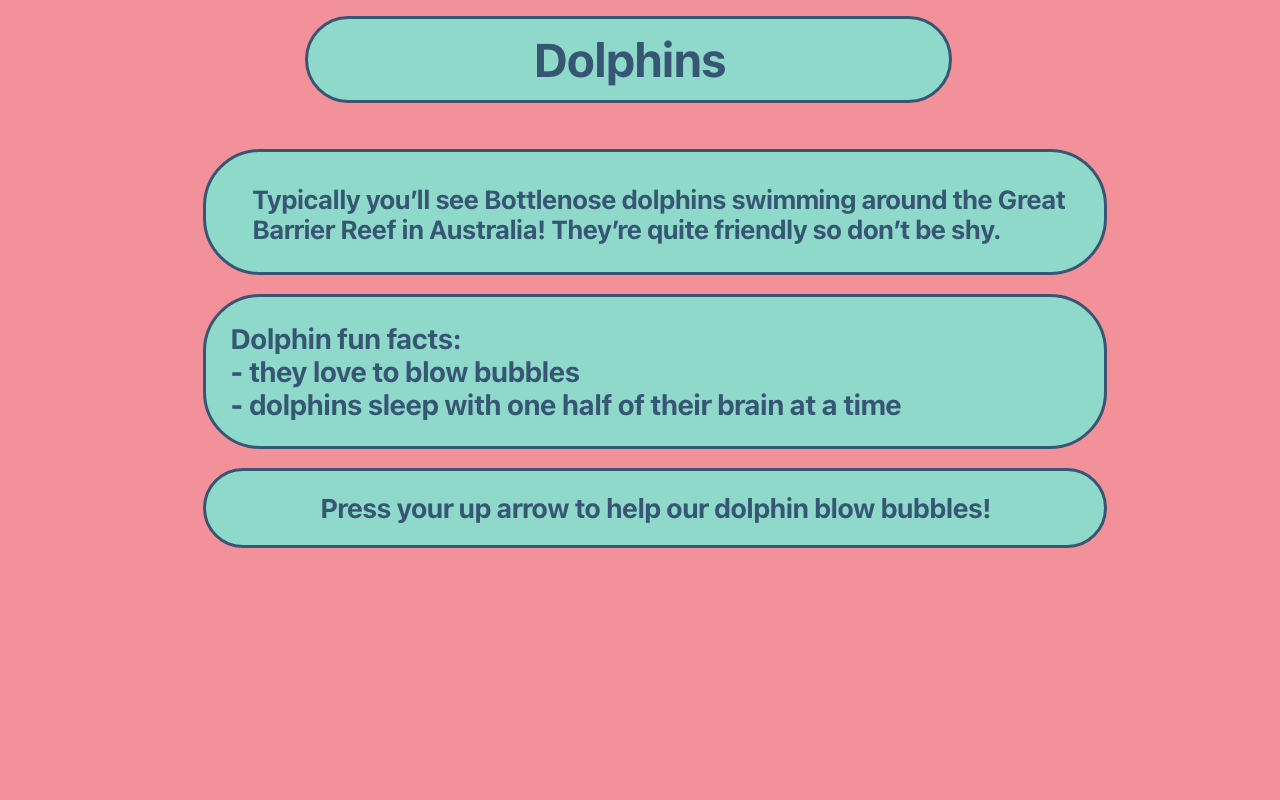 Dolphins
Typically you’ll see Bottlenose dolphins swimming around the Great
Barrier Reef in Australia! They’re quite friendly so don’t be shy.
Dolphin fun facts:
- they love to blow bubbles
- dolphins sleep with one half of their brain at a time
Press your up arrow to help our dolphin blow bubbles!